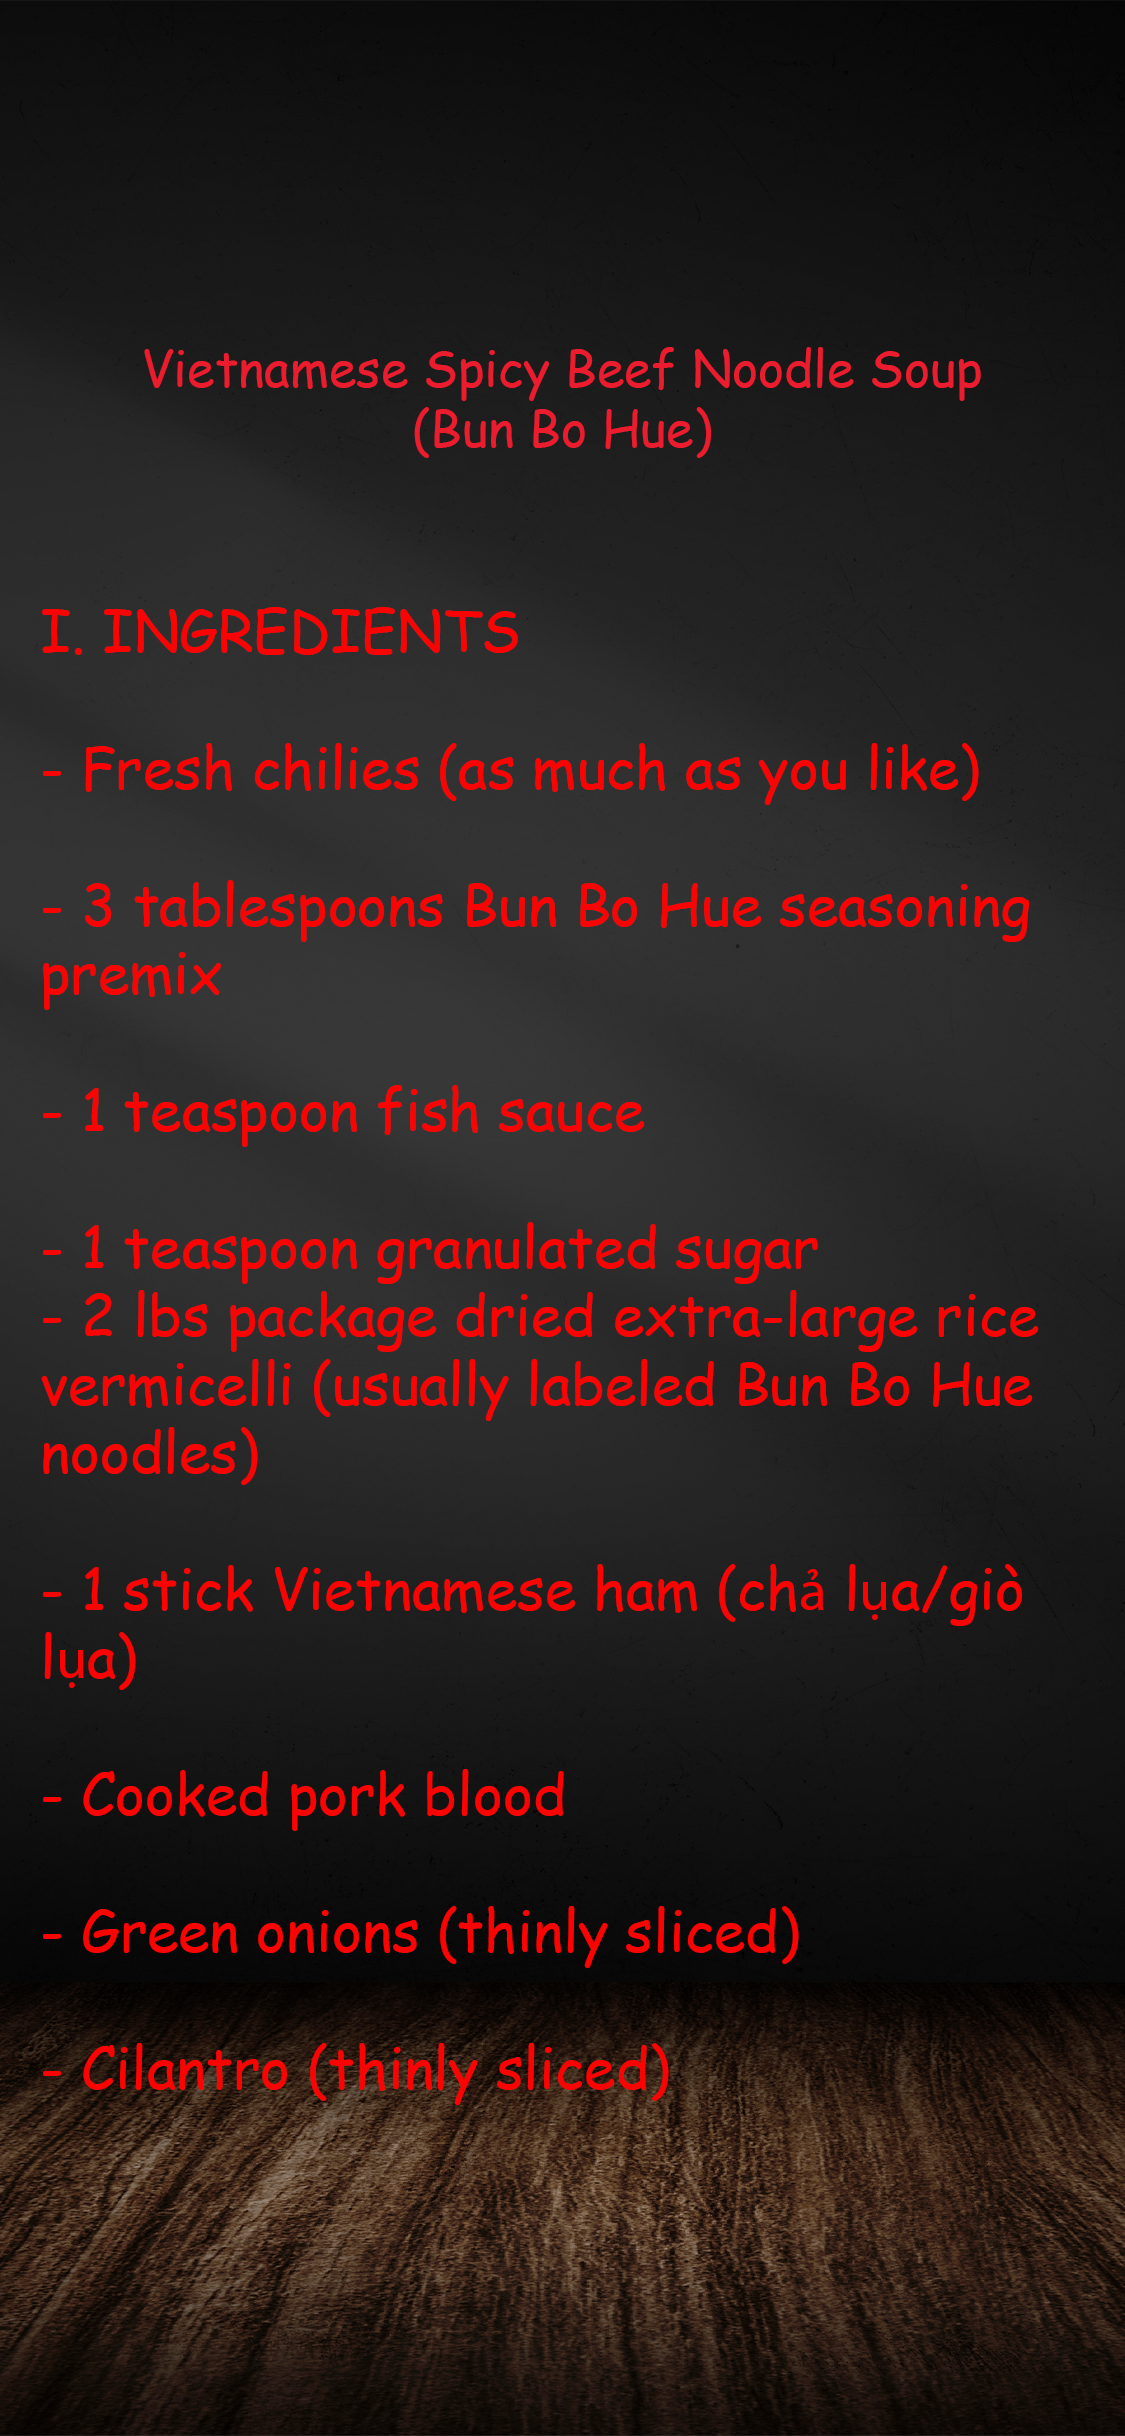 Vietnamese Spicy Beef Noodle Soup
(Bun Bo Hue)
I. INGREDIENTS
- Fresh chilies (as much as you like)
- 3 tablespoons Bun Bo Hue seasoning
premix
- 1 teaspoon fish sauce
- 1 teaspoon granulated sugar
- 2 lbs package dried extra-large rice
vermicelli (usually labeled Bun Bo Hue
noodles)
- 1 stick Vietnamese ham (chả lụa/giò
lụa)
- Cooked pork blood
- Green onions (thinly sliced)
- Cilantro (thinly sliced)